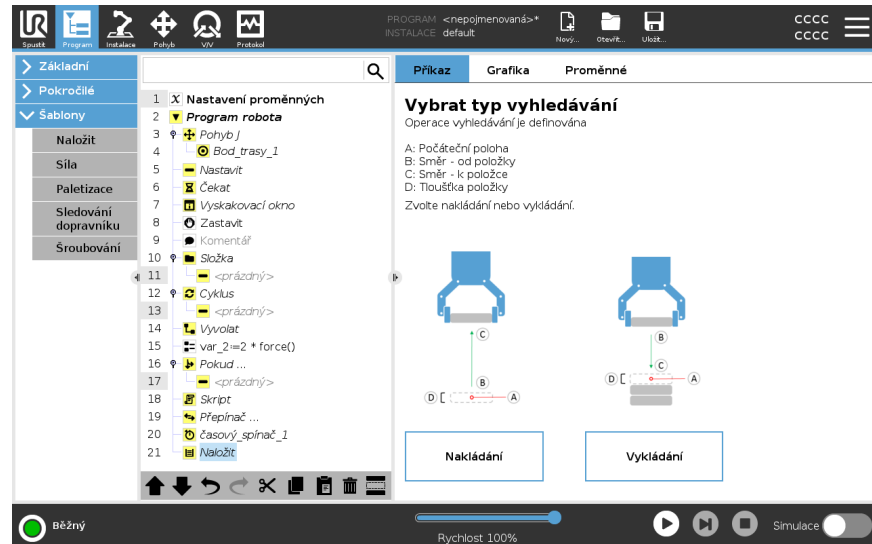 PROGRAM <nepojmenovaná>*
INSTALACE default
cccc
cccc
Spustit
Program
Instalace
Pohyb
V/V
Protokol
Nový...
Otevřít...
Uložit...
Základní
Pokročilé
Šablony
Naložit
Síla
Paletizace
Sledování
dopravníku
Šroubování
1 X Nastavení proměnných
2 Program robota
3 Pohyb J
4 Bod_trasy_1
5 Nastavit
6 Čekat
7 Vyskakovací okno
8 Zastavit
9 Komentář
10 Složka
11 <prázdný>
12 Cyklus
13 <prázdný>
14 Vyvolat
15 var_2:=2 * force()
16 Pokud ...
17 <prázdný>
18 Skript
19 Přepínač ...
20 časový_spínač_1
21 Naložit
Příkaz
Grafika
Proměnné
Vybrat typ vyhledávání
Operace vyhledávání je definována
A: Počáteční poloha
B: Směr - od položky
C: Směr - k položce
D: Tloušťka položky
Zvolte nakládání nebo vykládání.
C
B
D
A
B
C
D
A
Nakládání
Vykládání
Běžný
Rychlost 100%
Simulace